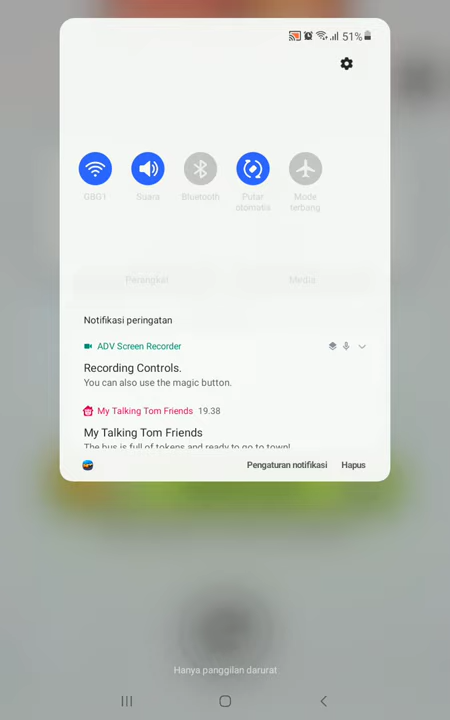 51%
GBG1
Suara
Bluetooth
Putar
otomatis
Mode
terbang
Perangkat
Media
Notifikasi peringatan
ADV Screen Recorder
Recording Controls.
You can also use the magic button.
My Talking Tom Friends 19.38
My Talking Tom Friends
The bus is full of tokens and ready to go to town!
Pengaturan notifikasi
Hapus
Hanya panggilan darurat